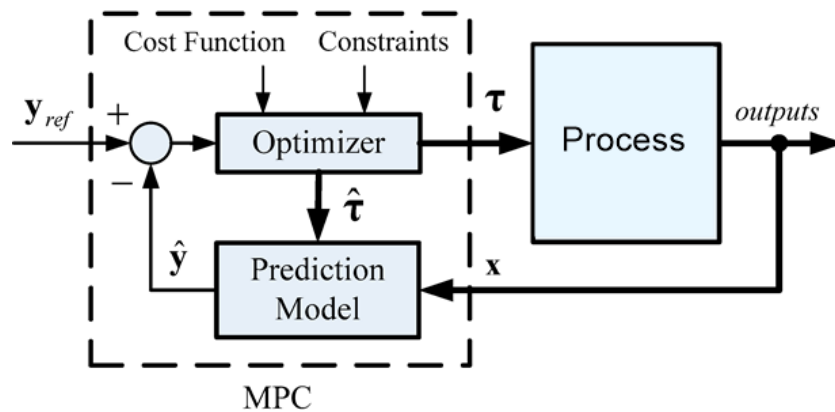 Cost Function
Constraints
y_ref
+
−
Optimizer
τ
Process
outputs
τ̂
ŷ
Prediction
Model
x
MPC